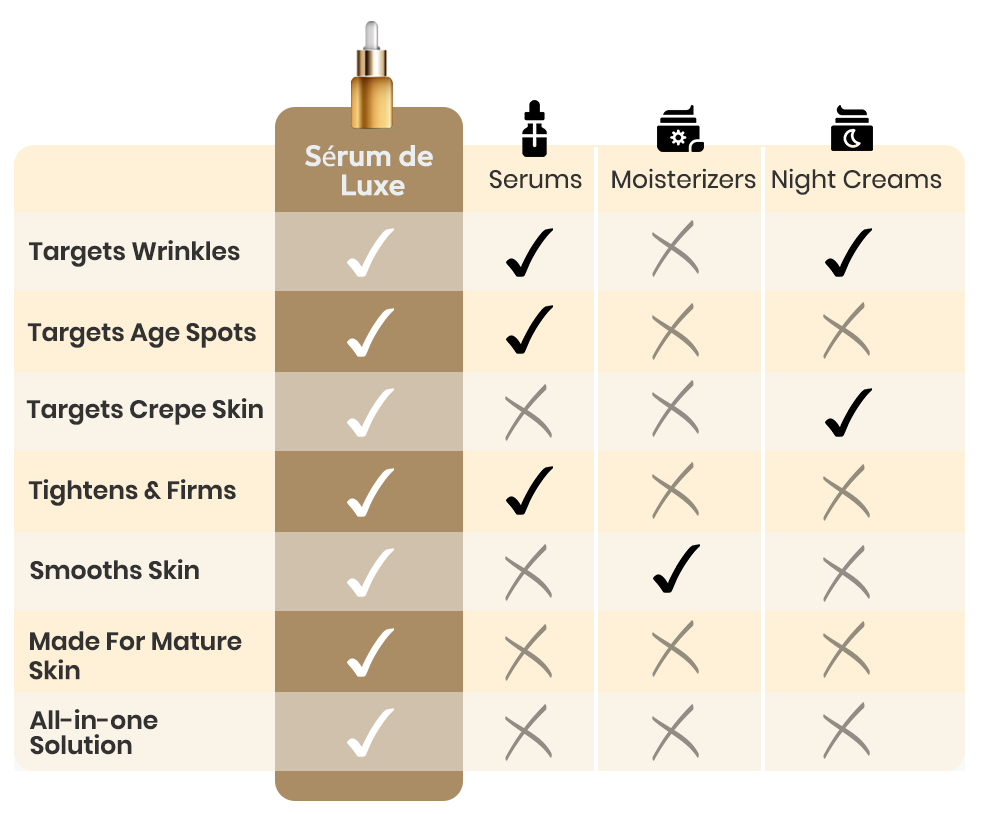 Sérum de
Luxe
Serums
Moisterizers
Night Creams
Targets Wrinkles
Targets Age Spots
Targets Crepe Skin
Tightens & Firms
Smooths Skin
Made For Mature
Skin
All-in-one
Solution